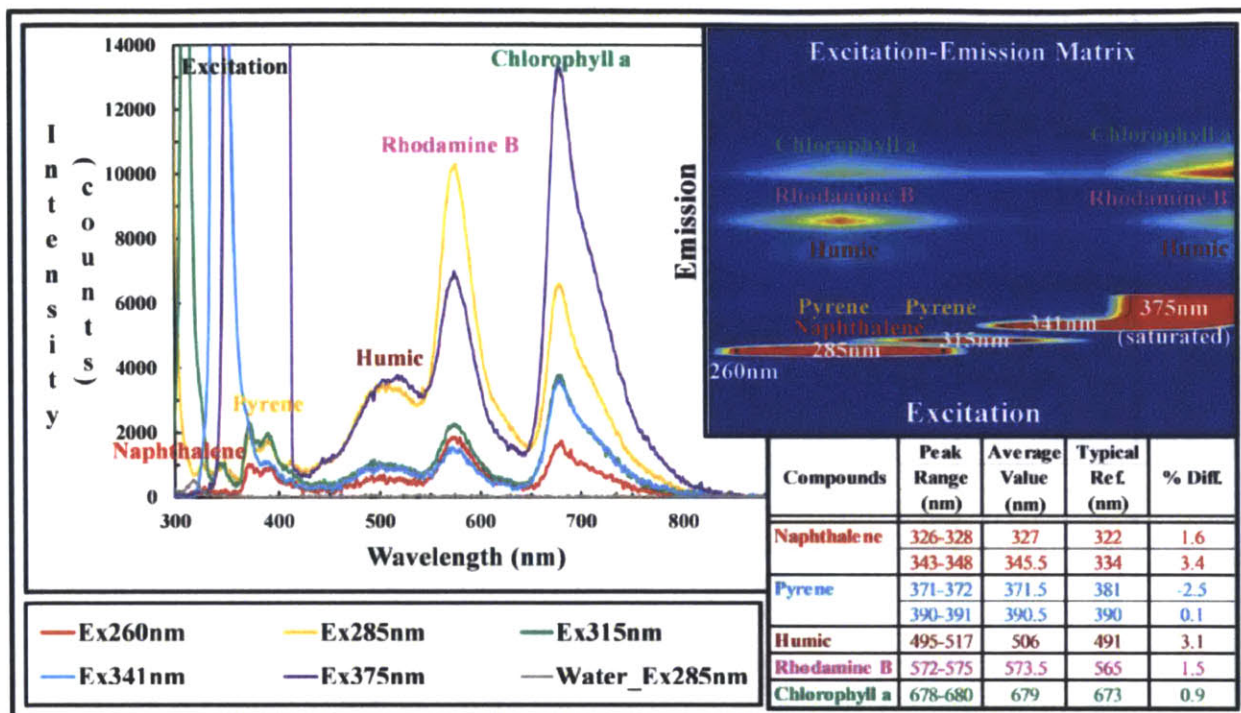 Intensity
(counts)
14000
12000
10000
8000
6000
4000
2000
0
300
400
500
600
700
800
Wavelength (nm)
Excitation
Chlorophyll a
Rhodamine B
Humic
Pyrene
Naphthalene
Excitation-Emission Matrix
Emission
Chlorophyll a
Chlorophyll a
Rhodamine B
Rhodamine B
Humic
Humic
Pyrene
Pyrene
Naphthalene
341nm
375nm
285nm
315nm
(saturated)
260nm
Excitation
Ex260nm
Ex285nm
Ex315nm
Ex341nm
Ex375nm
Water_Ex285nm
Compounds Peak Range (nm) Average Value (nm) Typical Ref. (nm) % Diff.
Naphthalene 326-328 327 322 1.6
343-348 345.5 334 3.4
Pyrene 371-372 371.5 381 -2.5
390-391 390.5 390 0.1
Humic 495-517 506 491 3.1
Rhodamine B 572-575 573.5 565 1.5
Chlorophyll a 678-680 679 673 0.9